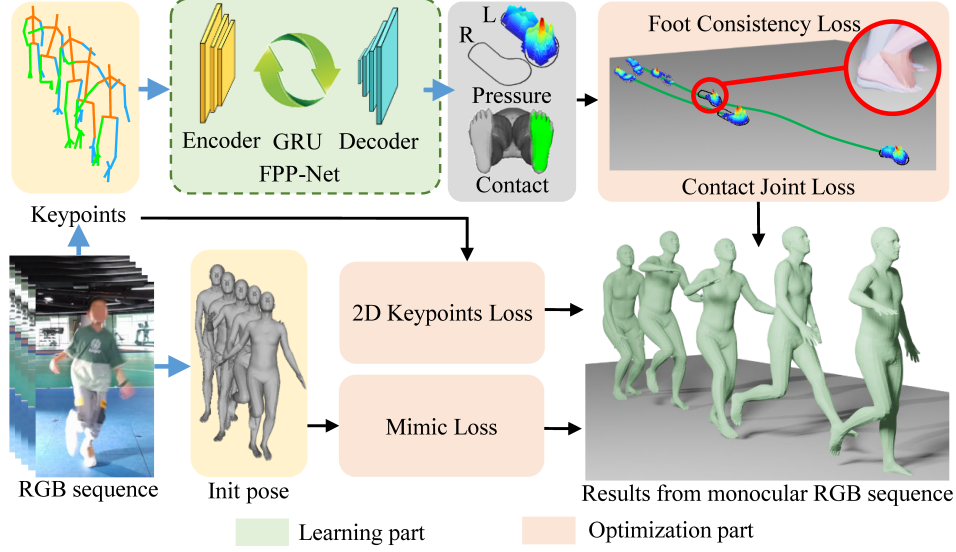 Encoder GRU Decoder
FPP-Net
L
R
Pressure
Contact
Foot Consistency Loss
Contact Joint Loss
Keypoints
2D Keypoints Loss
Mimic Loss
RGB sequence
Init pose
Results from monocular RGB sequence
Learning part
Optimization part